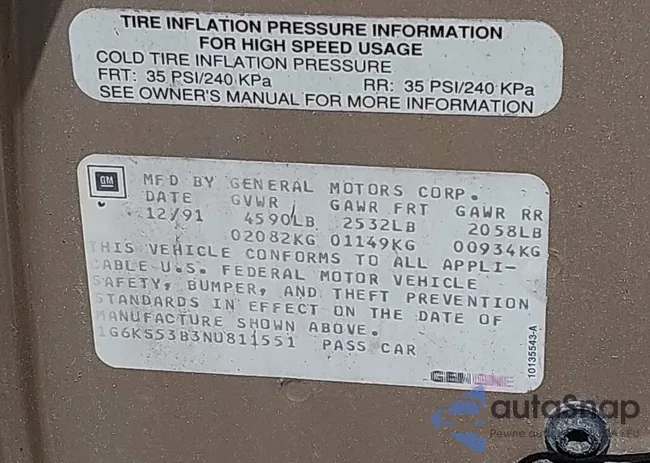 TIRE INFLATION PRESSURE INFORMATION
FOR HIGH SPEED USAGE
COLD TIRE INFLATION PRESSURE
FRT: 35 PSI/240 KPa RR: 35 PSI/240 KPa
SEE OWNER'S MANUAL FOR MORE INFORMATION
GM MFD BY GENERAL MOTORS CORP.
DATE GVWR GAWR FRT GAWR RR
12/91 4590LB 2532LB 2058LB
02082KG 01149KG 00934KG
THIS VEHICLE CONFORMS TO ALL APPLI-
CABLE U.S. FEDERAL MOTOR VEHICLE
SAFETY, BUMPER, AND THEFT PREVENTION
STANDARDS IN EFFECT ON THE DATE OF
MANUFACTURE SHOWN ABOVE.
1G6KS53B3NU811551 PASS CAR
10135543-A
autoSnap
Pewne